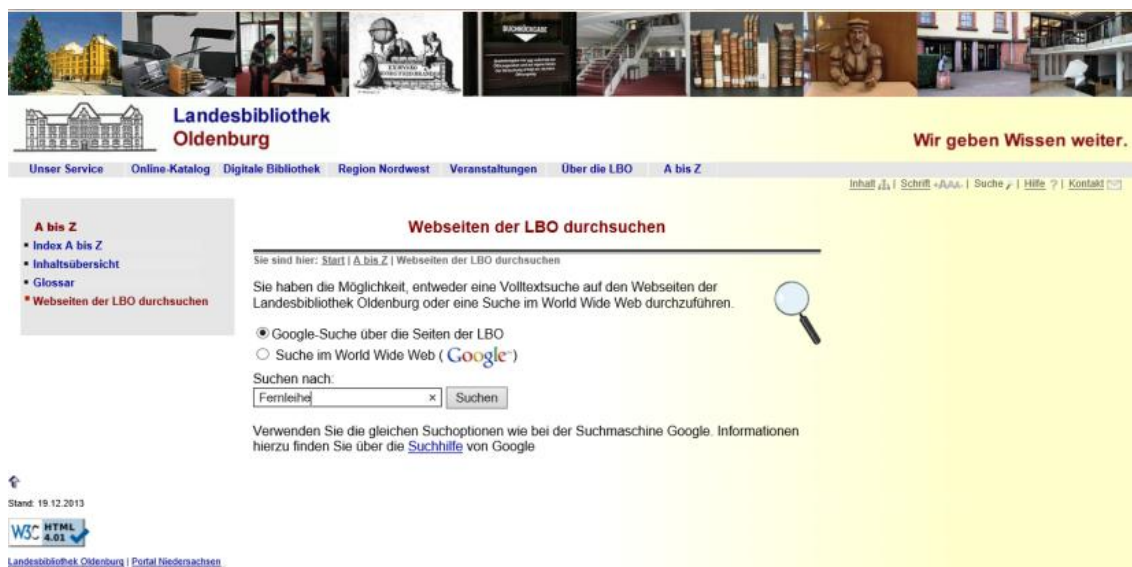 BUCHRÜCKGABE
Landesbibliothek
Oldenburg
Wir geben Wissen weiter.
Unser Service Online-Katalog Digitale Bibliothek Region Nordwest Veranstaltungen Über die LBO A bis Z
Inhalt | Schrift | Suche | Hilfe ? | Kontakt
A bis Z
Index A bis Z
Inhaltsübersicht
Glossar
Webseiten der LBO durchsuchen
Webseiten der LBO durchsuchen
Sie sind hier: Start | A bis Z | Webseiten der LBO durchsuchen
Sie haben die Möglichkeit, entweder eine Volltextsuche auf den Webseiten der
Landesbibliothek Oldenburg oder eine Suche im World Wide Web durchzuführen.
Google-Suche über die Seiten der LBO
Suche im World Wide Web ( Google™)
Suchen nach:
Fernleihe × Suchen
Verwenden Sie die gleichen Suchoptionen wie bei der Suchmaschine Google. Informationen
hierzu finden Sie über die Suchhilfe von Google
Stand: 19.12.2013
W3C HTML
4.01
Landesbibliothek Oldenburg | Portal Niedersachsen